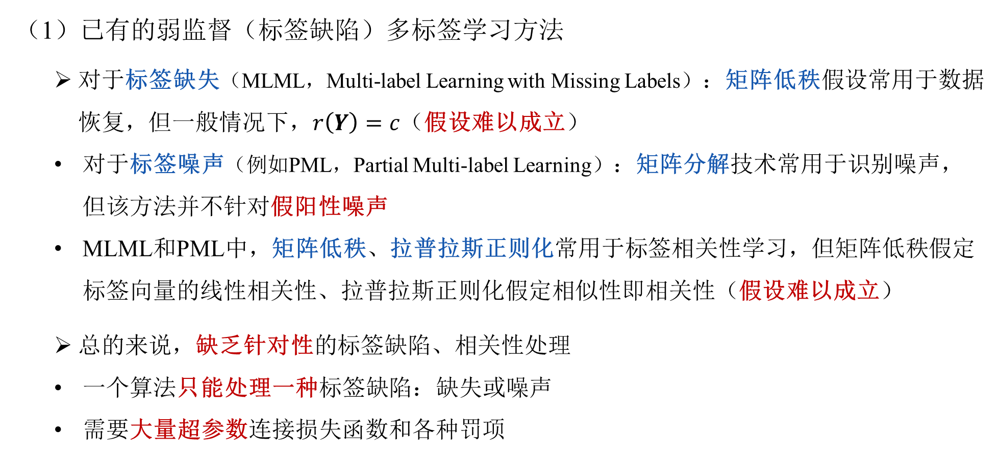 （1）已有的弱监督（标签缺陷）多标签学习方法
➢ 对于标签缺失（MLML，Multi-label Learning with Missing Labels）：矩阵低秩假设常用于数据
恢复，但一般情况下，r(Y) = c（假设难以成立）
• 对于标签噪声（例如PML，Partial Multi-label Learning）：矩阵分解技术常用于识别噪声，
但该方法并不针对假阳性噪声
• MLML和PML中，矩阵低秩、拉普拉斯正则化常用于标签相关性学习，但矩阵低秩假定
标签向量的线性相关性、拉普拉斯正则化假定相似性即相关性（假设难以成立）
➢ 总的来说，缺乏针对性的标签缺陷、相关性处理
• 一个算法只能处理一种标签缺陷：缺失或噪声
• 需要大量超参数连接损失函数和各种罚项